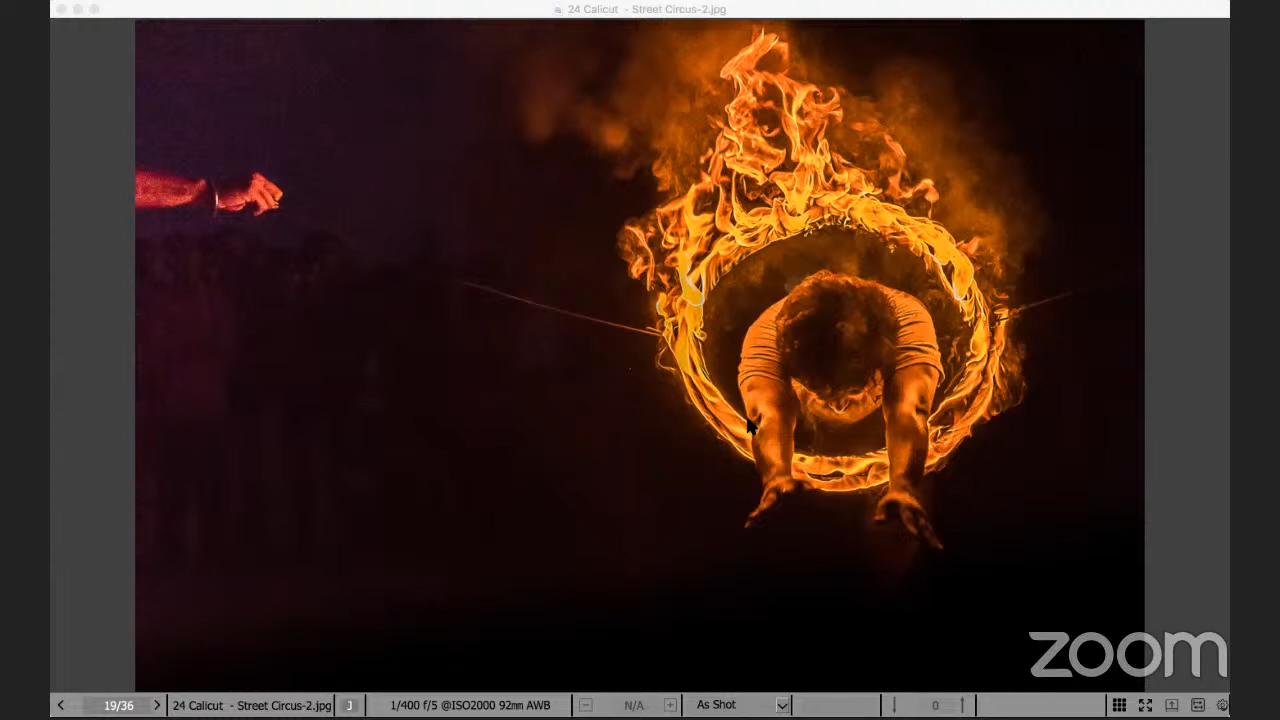 24 Calicut - Street Circus-2.jpg
zoom
19/36
24 Calicut - Street Circus-2.jpg
J
1/400 f/5 @ISO2000 92mm AWB
N/A
As Shot
0